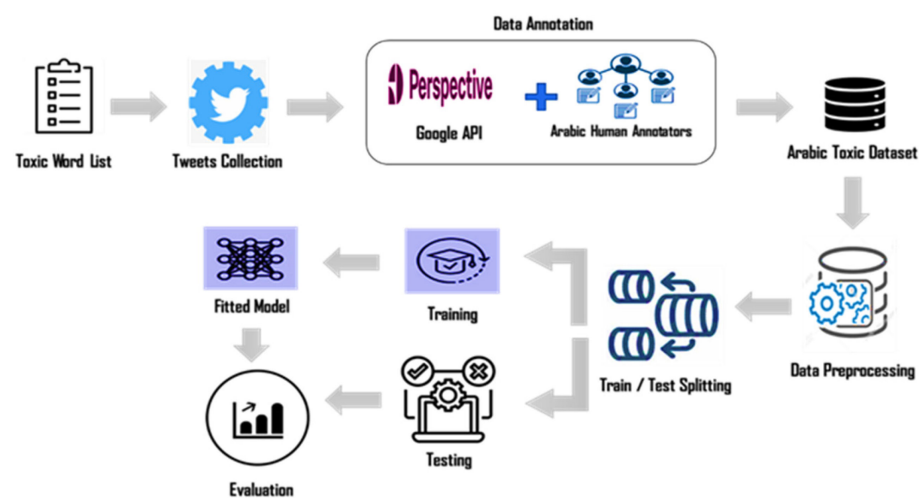 Data Annotation
Perspective
Google API
Arabic Human Annotators
Toxic Word List
Tweets Collection
Arabic Toxic Dataset
Fitted Model
Training
Train / Test Splitting
Data Preprocessing
Testing
Evaluation